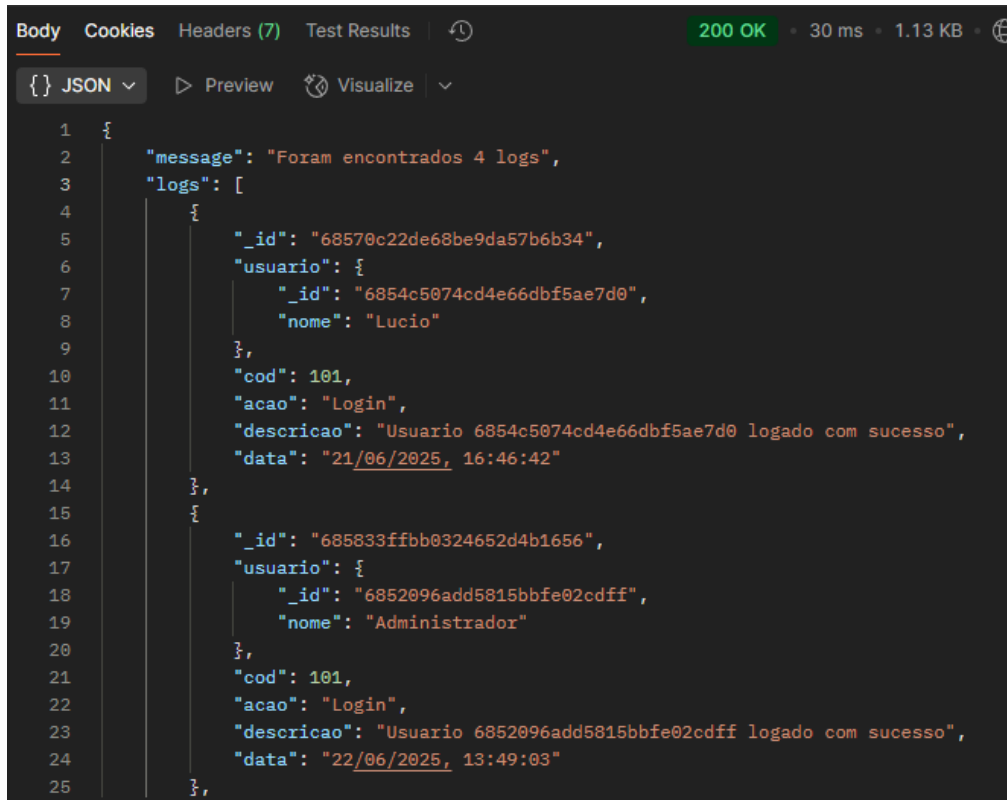 Body Cookies Headers (7) Test Results 200 OK • 30 ms • 1.13 KB •
{} JSON Preview Visualize
1 {
2 "message": "Foram encontrados 4 logs",
3 "logs": [
4 {
5 "_id": "68570c22de68be9da57b6b34",
6 "usuario": {
7 "_id": "6854c5074cd4e66dbf5ae7d0",
8 "nome": "Lucio"
9 },
10 "cod": 101,
11 "acao": "Login",
12 "descricao": "Usuario 6854c5074cd4e66dbf5ae7d0 logado com sucesso",
13 "data": "21/06/2025, 16:46:42"
14 },
15 {
16 "_id": "685833ffbb0324652d4b1656",
17 "usuario": {
18 "_id": "6852096add5815bbfe02cdff",
19 "nome": "Administrador"
20 },
21 "cod": 101,
22 "acao": "Login",
23 "descricao": "Usuario 6852096add5815bbfe02cdff logado com sucesso",
24 "data": "22/06/2025, 13:49:03"
25 },